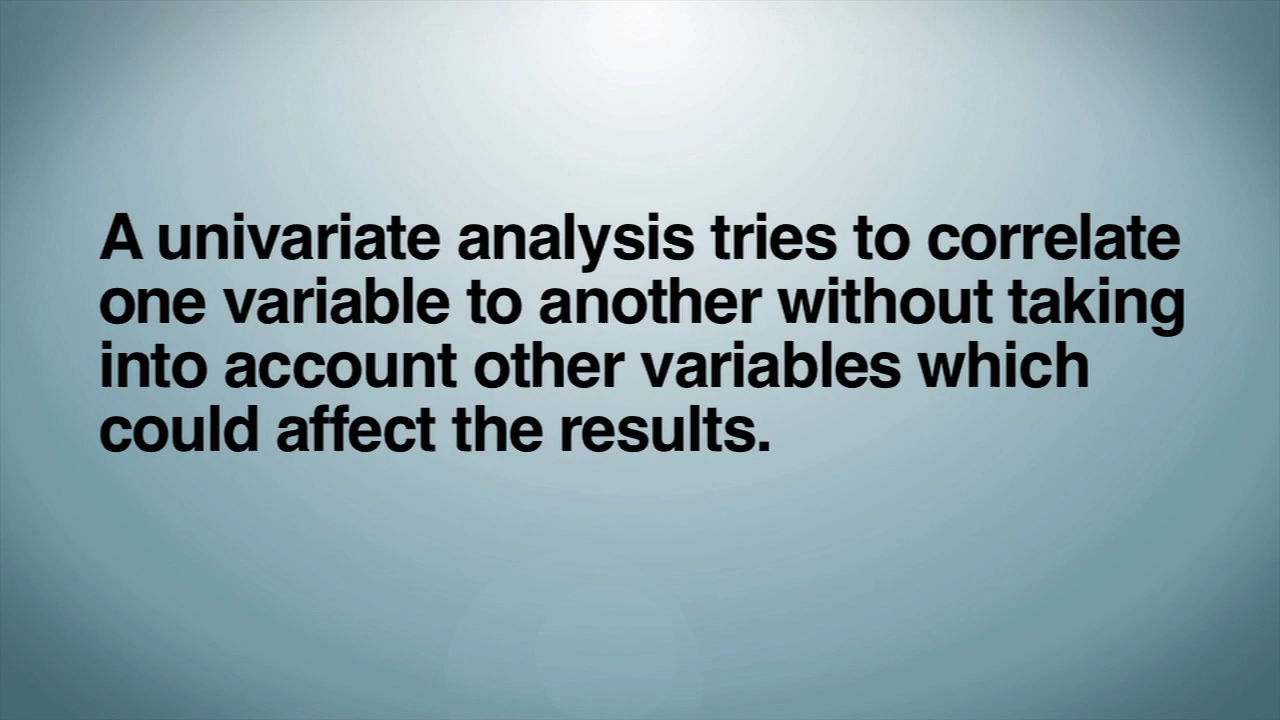 A univariate analysis tries to correlate
one variable to another without taking
into account other variables which
could affect the results.